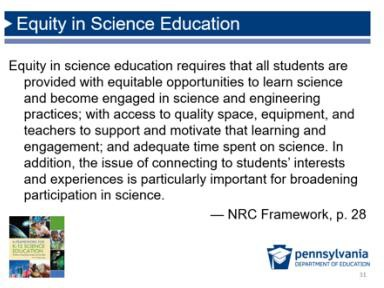 Equity in Science Education
Equity in science education requires that all students are
provided with equitable opportunities to learn science
and become engaged in science and engineering
practices; with access to quality space, equipment, and
teachers to support and motivate that learning and
engagement; and adequate time spent on science. In
addition, the issue of connecting to students' interests
and experiences is particularly important for broadening
participation in science.
— NRC Framework, p. 28
A FRAMEWORK FOR
K-12 SCIENCE
EDUCATION
pennsylvania
DEPARTMENT OF EDUCATION